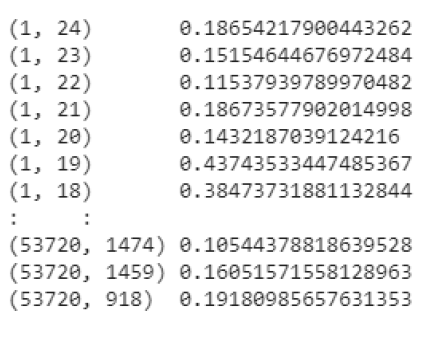 (1, 24) 0.18654217900443262
(1, 23) 0.15154644676972484
(1, 22) 0.11537939789970482
(1, 21) 0.18673577902014998
(1, 20) 0.1432187039124216
(1, 19) 0.43743533447485367
(1, 18) 0.38473731881132844
: :
(53720, 1474) 0.10544378818639528
(53720, 1459) 0.16051571558128963
(53720, 918) 0.19180985657631353